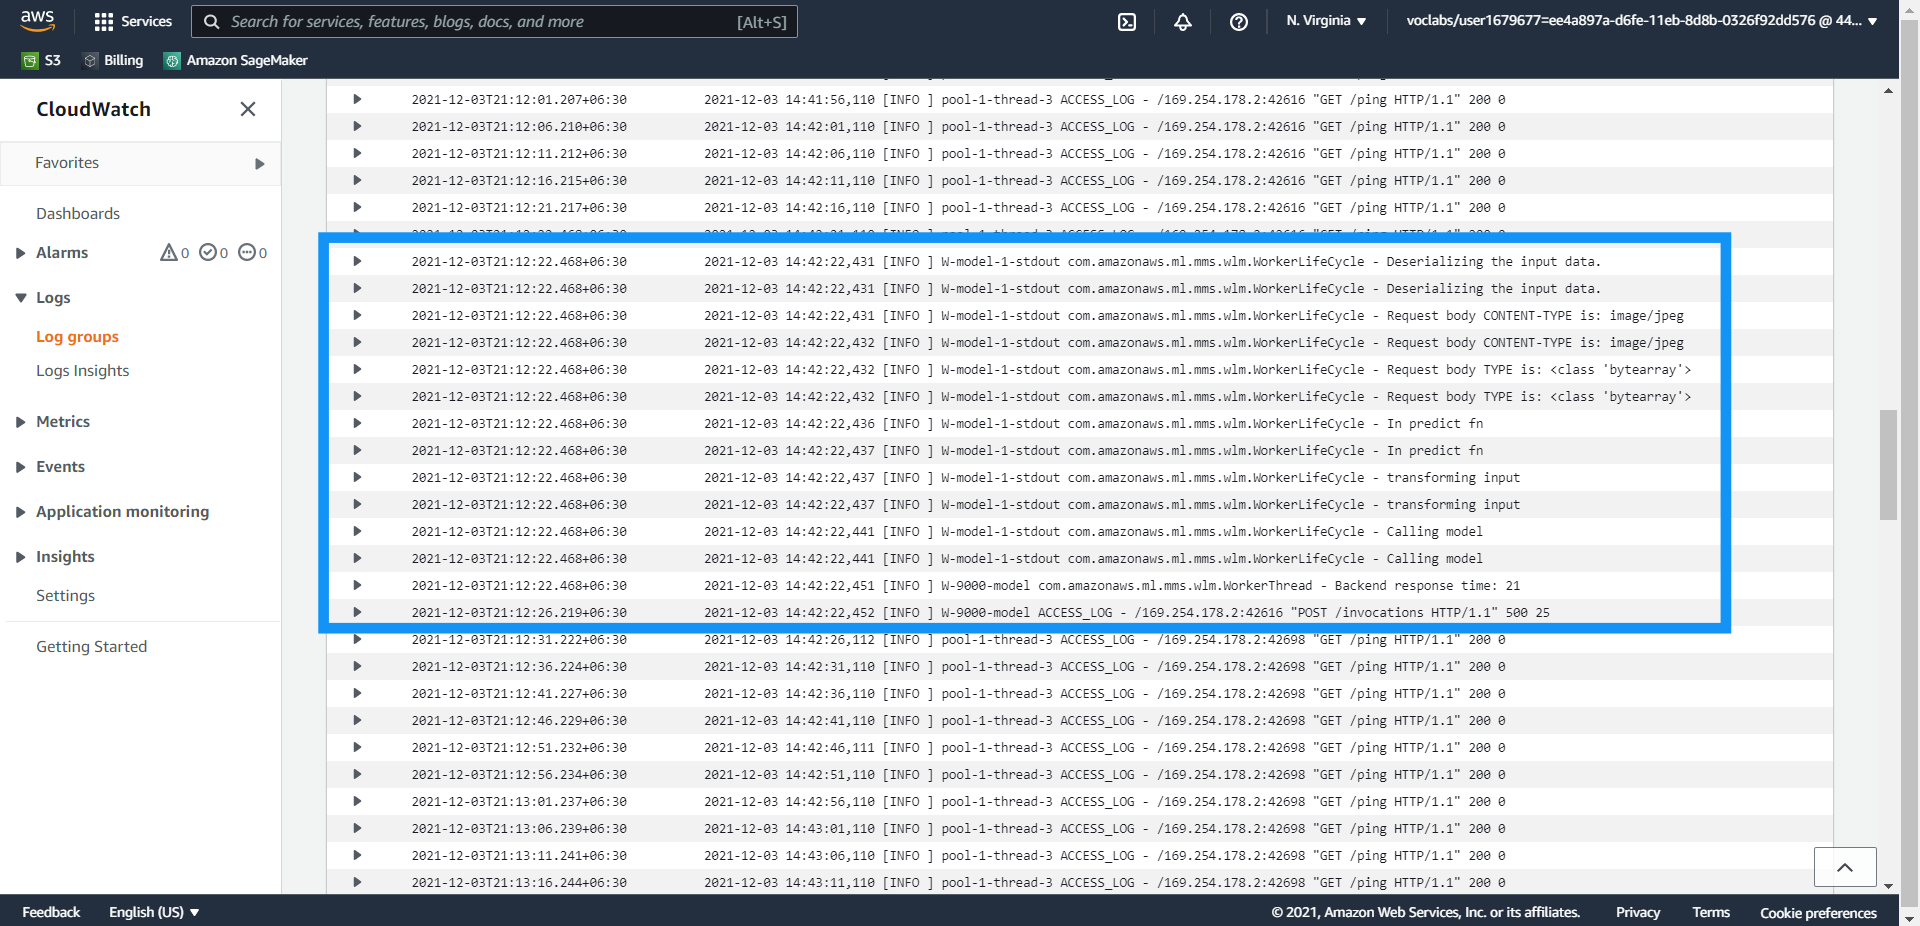 aws Services Search for services, features, blogs, docs, and more [Alt+S] N. Virginia voclabs/user1679677=ee4a897a-d6fe-11eb-8d8b-0326f92dd576 @ 44...
S3 Billing Amazon SageMaker
CloudWatch
Favorites
Dashboards
Alarms 0 0 0
Logs
Log groups
Logs Insights
Metrics
Events
Application monitoring
Insights
Settings
Getting Started
2021-12-03T21:12:01.207+06:30 2021-12-03 14:41:56,110 [INFO ] pool-1-thread-3 ACCESS_LOG - /169.254.178.2:42616 "GET /ping HTTP/1.1" 200 0
2021-12-03T21:12:06.210+06:30 2021-12-03 14:42:01,110 [INFO ] pool-1-thread-3 ACCESS_LOG - /169.254.178.2:42616 "GET /ping HTTP/1.1" 200 0
2021-12-03T21:12:11.212+06:30 2021-12-03 14:42:06,110 [INFO ] pool-1-thread-3 ACCESS_LOG - /169.254.178.2:42616 "GET /ping HTTP/1.1" 200 0
2021-12-03T21:12:16.215+06:30 2021-12-03 14:42:11,110 [INFO ] pool-1-thread-3 ACCESS_LOG - /169.254.178.2:42616 "GET /ping HTTP/1.1" 200 0
2021-12-03T21:12:21.217+06:30 2021-12-03 14:42:16,110 [INFO ] pool-1-thread-3 ACCESS_LOG - /169.254.178.2:42616 "GET /ping HTTP/1.1" 200 0
2021-12-03T21:12:22.468+06:30 2021-12-03 14:42:22,431 [INFO ] W-model-1-stdout com.amazonaws.ml.mms.wlm.WorkerLifeCycle - Deserializing the input data.
2021-12-03T21:12:22.468+06:30 2021-12-03 14:42:22,431 [INFO ] W-model-1-stdout com.amazonaws.ml.mms.wlm.WorkerLifeCycle - Deserializing the input data.
2021-12-03T21:12:22.468+06:30 2021-12-03 14:42:22,431 [INFO ] W-model-1-stdout com.amazonaws.ml.mms.wlm.WorkerLifeCycle - Request body CONTENT-TYPE is: image/jpeg
2021-12-03T21:12:22.468+06:30 2021-12-03 14:42:22,432 [INFO ] W-model-1-stdout com.amazonaws.ml.mms.wlm.WorkerLifeCycle - Request body CONTENT-TYPE is: image/jpeg
2021-12-03T21:12:22.468+06:30 2021-12-03 14:42:22,432 [INFO ] W-model-1-stdout com.amazonaws.ml.mms.wlm.WorkerLifeCycle - Request body TYPE is: <class 'bytearray'>
2021-12-03T21:12:22.468+06:30 2021-12-03 14:42:22,432 [INFO ] W-model-1-stdout com.amazonaws.ml.mms.wlm.WorkerLifeCycle - Request body TYPE is: <class 'bytearray'>
2021-12-03T21:12:22.468+06:30 2021-12-03 14:42:22,436 [INFO ] W-model-1-stdout com.amazonaws.ml.mms.wlm.WorkerLifeCycle - In predict fn
2021-12-03T21:12:22.468+06:30 2021-12-03 14:42:22,437 [INFO ] W-model-1-stdout com.amazonaws.ml.mms.wlm.WorkerLifeCycle - In predict fn
2021-12-03T21:12:22.468+06:30 2021-12-03 14:42:22,437 [INFO ] W-model-1-stdout com.amazonaws.ml.mms.wlm.WorkerLifeCycle - transforming input
2021-12-03T21:12:22.468+06:30 2021-12-03 14:42:22,437 [INFO ] W-model-1-stdout com.amazonaws.ml.mms.wlm.WorkerLifeCycle - transforming input
2021-12-03T21:12:22.468+06:30 2021-12-03 14:42:22,441 [INFO ] W-model-1-stdout com.amazonaws.ml.mms.wlm.WorkerLifeCycle - Calling model
2021-12-03T21:12:22.468+06:30 2021-12-03 14:42:22,441 [INFO ] W-model-1-stdout com.amazonaws.ml.mms.wlm.WorkerLifeCycle - Calling model
2021-12-03T21:12:22.468+06:30 2021-12-03 14:42:22,451 [INFO ] W-9000-model com.amazonaws.ml.mms.wlm.WorkerThread - Backend response time: 21
2021-12-03T21:12:26.219+06:30 2021-12-03 14:42:22,452 [INFO ] W-9000-model ACCESS_LOG - /169.254.178.2:42616 "POST /invocations HTTP/1.1" 500 25
2021-12-03T21:12:31.222+06:30 2021-12-03 14:42:26,112 [INFO ] pool-1-thread-3 ACCESS_LOG - /169.254.178.2:42698 "GET /ping HTTP/1.1" 200 0
2021-12-03T21:12:36.224+06:30 2021-12-03 14:42:31,110 [INFO ] pool-1-thread-3 ACCESS_LOG - /169.254.178.2:42698 "GET /ping HTTP/1.1" 200 0
2021-12-03T21:12:41.227+06:30 2021-12-03 14:42:36,110 [INFO ] pool-1-thread-3 ACCESS_LOG - /169.254.178.2:42698 "GET /ping HTTP/1.1" 200 0
2021-12-03T21:12:46.229+06:30 2021-12-03 14:42:41,110 [INFO ] pool-1-thread-3 ACCESS_LOG - /169.254.178.2:42698 "GET /ping HTTP/1.1" 200 0
2021-12-03T21:12:51.232+06:30 2021-12-03 14:42:46,111 [INFO ] pool-1-thread-3 ACCESS_LOG - /169.254.178.2:42698 "GET /ping HTTP/1.1" 200 0
2021-12-03T21:12:56.234+06:30 2021-12-03 14:42:51,110 [INFO ] pool-1-thread-3 ACCESS_LOG - /169.254.178.2:42698 "GET /ping HTTP/1.1" 200 0
2021-12-03T21:13:01.237+06:30 2021-12-03 14:42:56,110 [INFO ] pool-1-thread-3 ACCESS_LOG - /169.254.178.2:42698 "GET /ping HTTP/1.1" 200 0
2021-12-03T21:13:06.239+06:30 2021-12-03 14:43:01,110 [INFO ] pool-1-thread-3 ACCESS_LOG - /169.254.178.2:42698 "GET /ping HTTP/1.1" 200 0
2021-12-03T21:13:11.241+06:30 2021-12-03 14:43:06,110 [INFO ] pool-1-thread-3 ACCESS_LOG - /169.254.178.2:42698 "GET /ping HTTP/1.1" 200 0
2021-12-03T21:13:16.244+06:30 2021-12-03 14:43:11,110 [INFO ] pool-1-thread-3 ACCESS_LOG - /169.254.178.2:42698 "GET /ping HTTP/1.1" 200 0
Feedback English (US) © 2021, Amazon Web Services, Inc. or its affiliates. Privacy Terms Cookie preferences